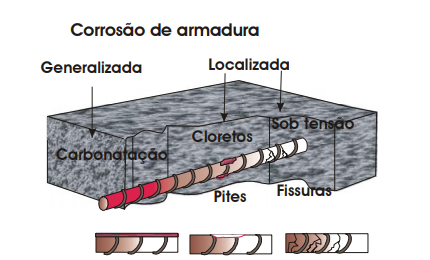 Corrosão de armadura
Generalizada
Localizada
Cloretos
Sob tensão
Carbonatação
Pites
Fissuras